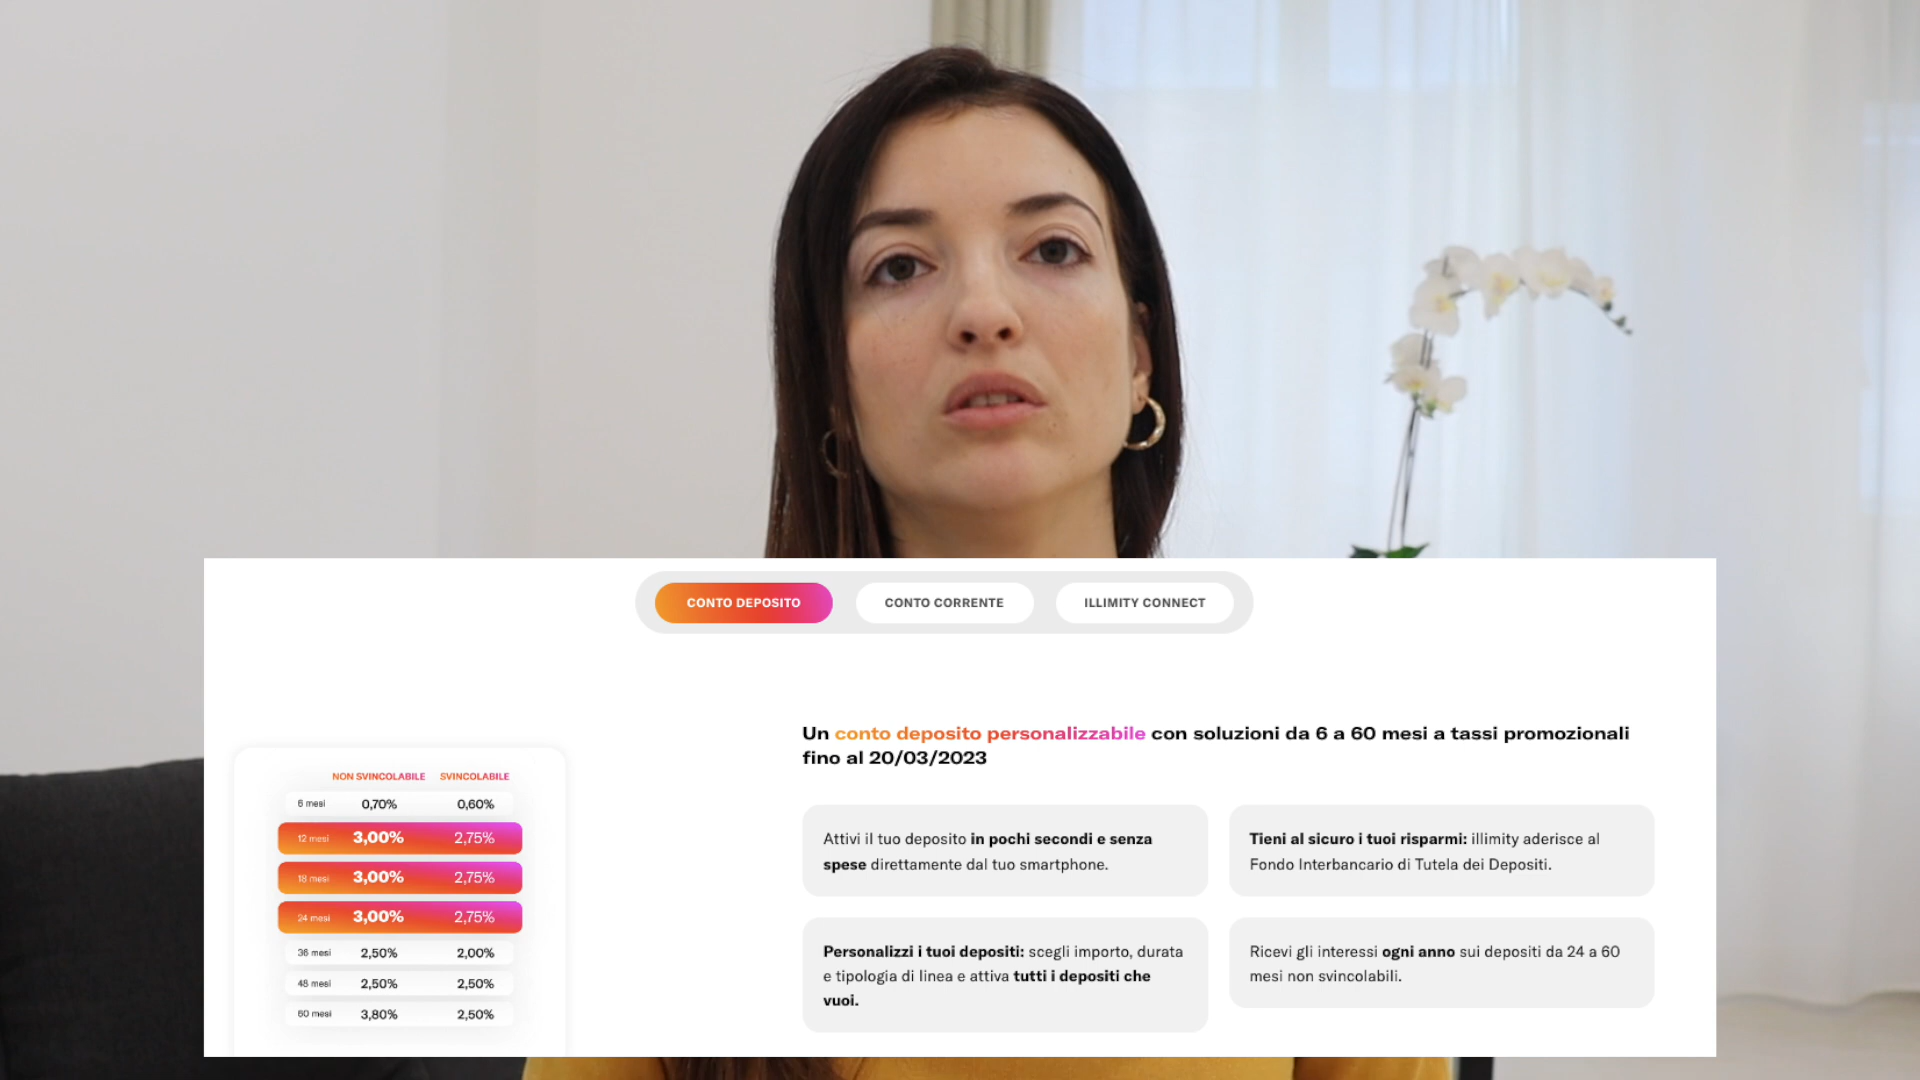 CONTO DEPOSITO
CONTO CORRENTE
ILLIMITY CONNECT
NON SVINCOLABILE SVINCOLABILE
6 mesi 0,70% 0,60%
12 mesi 3,00% 2,75%
18 mesi 3,00% 2,75%
24 mesi 3,00% 2,75%
36 mesi 2,50% 2,00%
48 mesi 2,50% 2,50%
60 mesi 3,80% 2,50%
Un conto deposito personalizzabile con soluzioni da 6 a 60 mesi a tassi promozionali
fino al 20/03/2023
Attivi il tuo deposito in pochi secondi e senza
spese direttamente dal tuo smartphone.
Tieni al sicuro i tuoi risparmi: illimity aderisce al
Fondo Interbancario di Tutela dei Depositi.
Personalizzi i tuoi depositi: scegli importo, durata
e tipologia di linea e attiva tutti i depositi che
vuoi.
Ricevi gli interessi ogni anno sui depositi da 24 a 60
mesi non svincolabili.